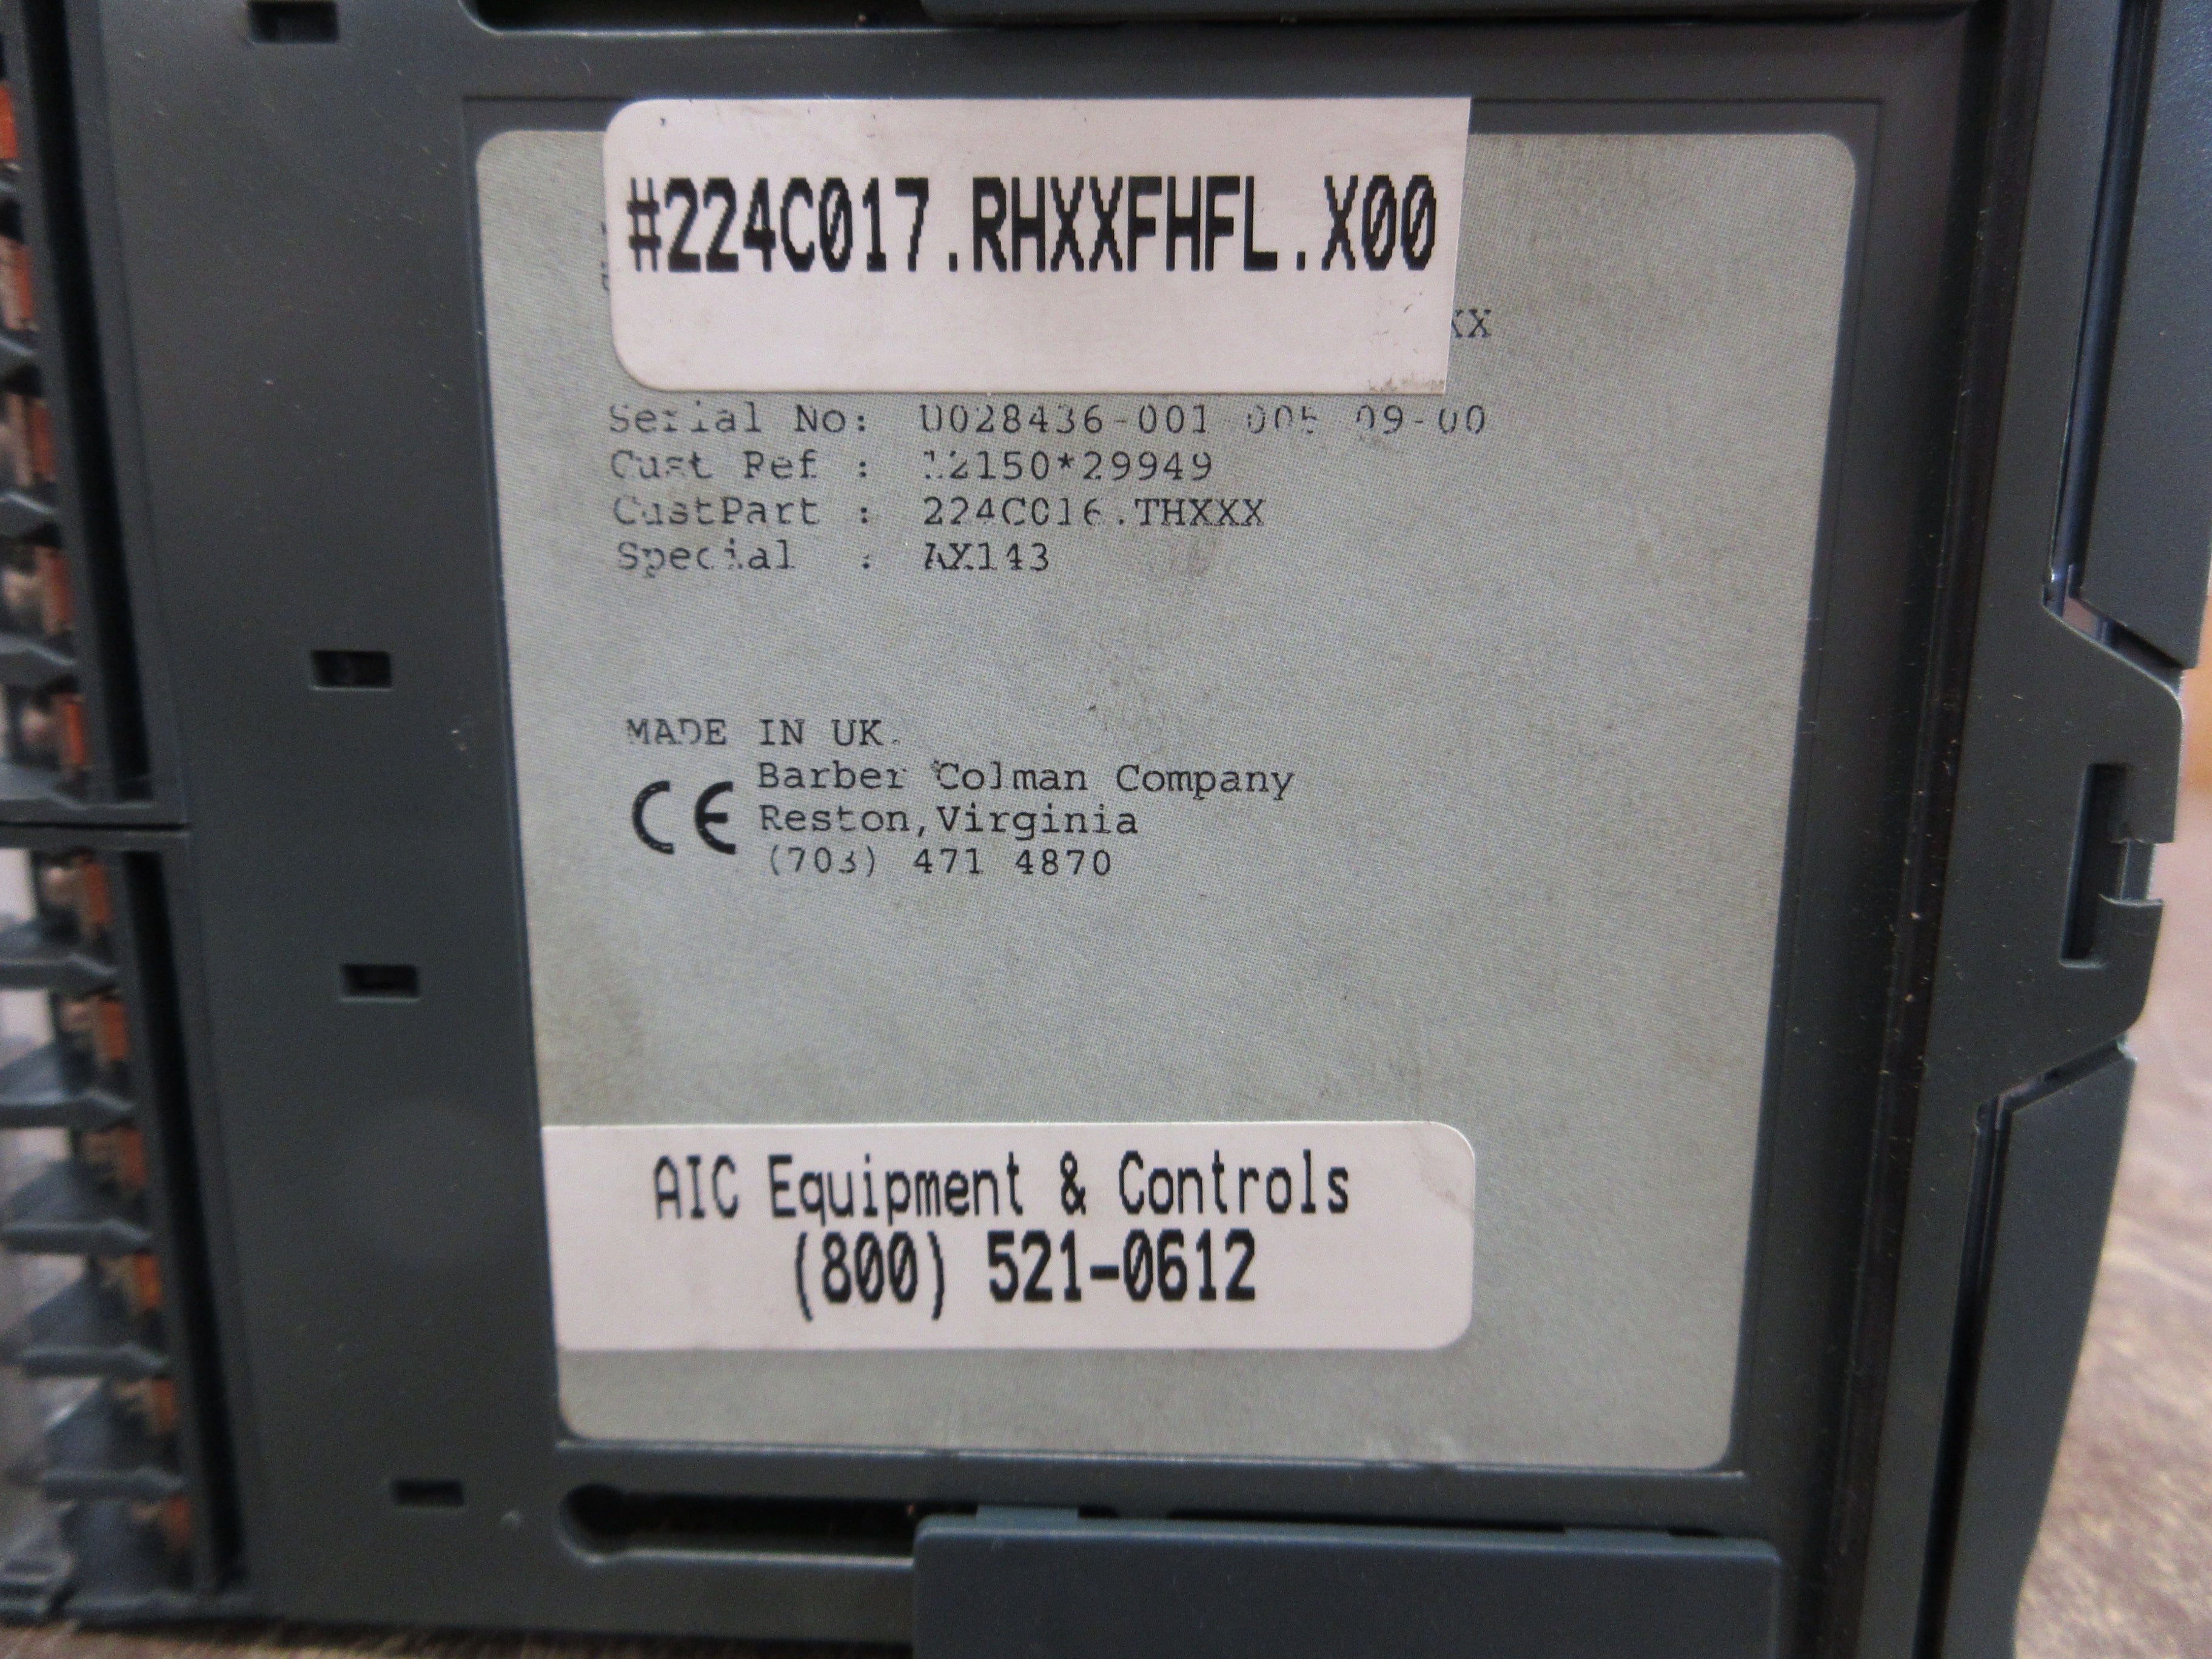 #224C017.RHXXFHFL.X00
XX
Serial No: U028436-001 005 09-00
Cust Ref : 12150*29949
CustPart : 224C016.THXXX
Special : AX143
MADE IN UK.
Barber Colman Company
CE Reston,Virginia
(703) 471 4870
AIC Equipment & Controls
(800) 521-0612